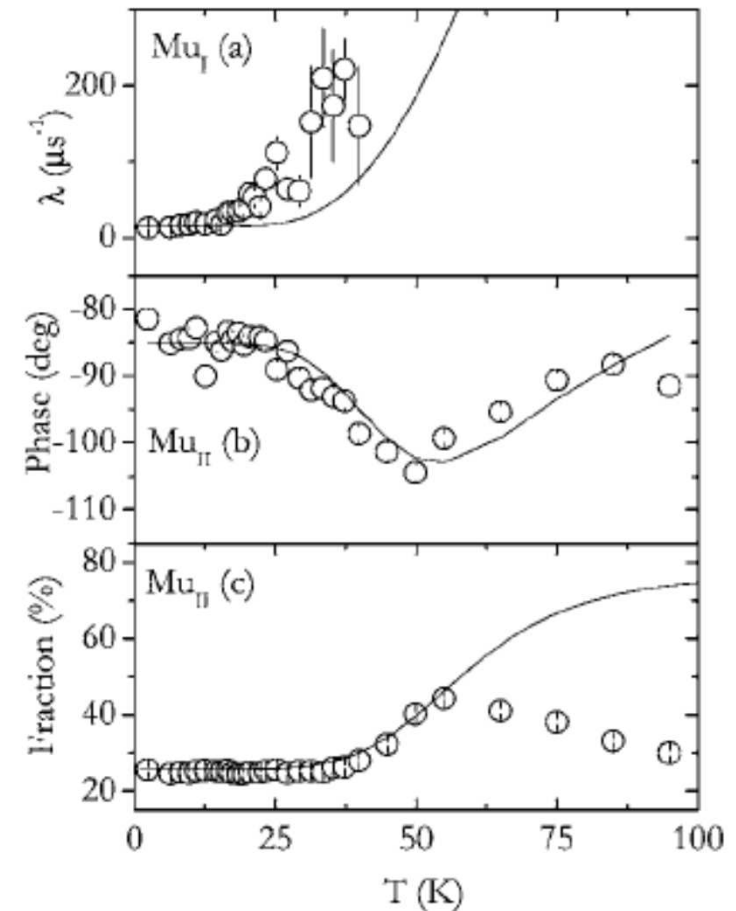 Mu_I (a)
200
0
λ (μs⁻¹)
-80
-90
-100
-110
Phase (deg)
Mu_II (b)
80
60
40
20
Fraction (%)
Mu_II (c)
0 25 50 75 100
T (K)